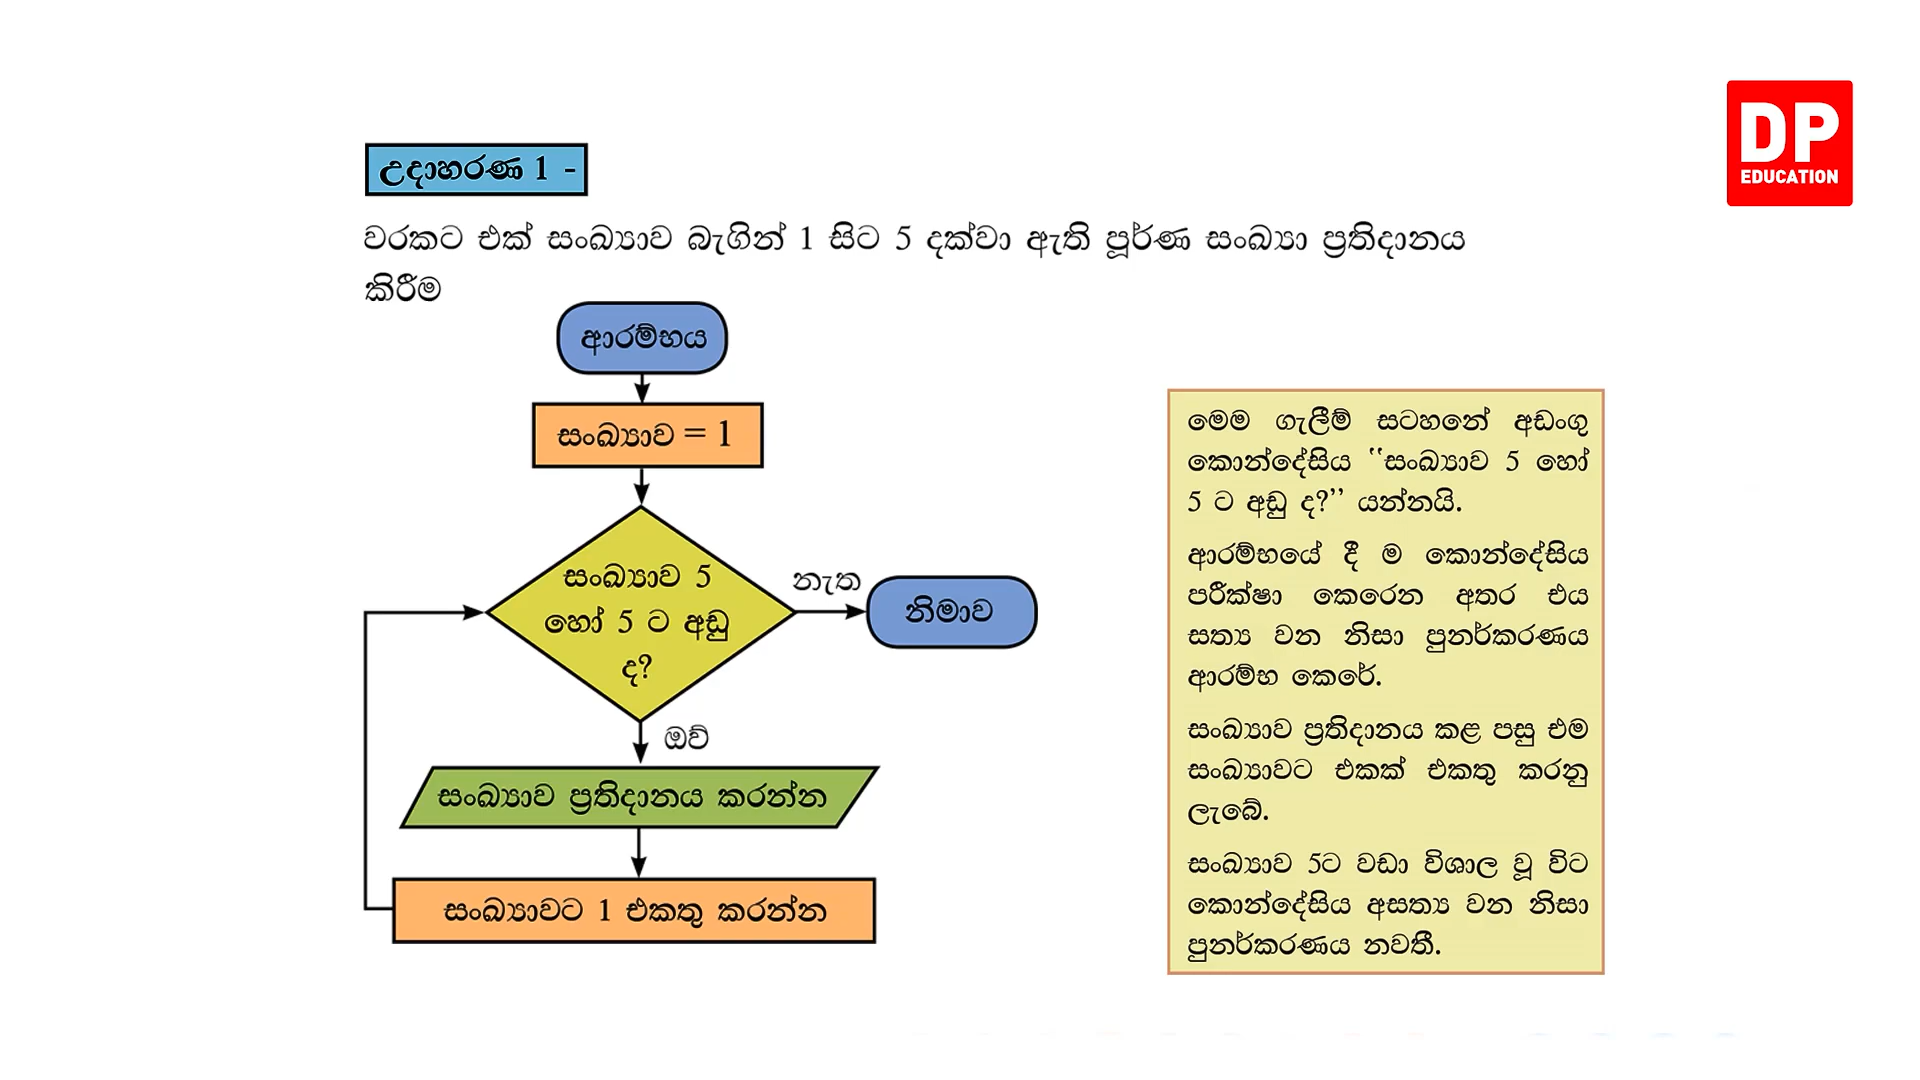 DP
EDUCATION
උදාහරණ 1 -
වරකට එක් සංඛ්‍යාව බැගින් 1 සිට 5 දක්වා ඇති පූර්ණ සංඛ්‍යා ප්‍රතිදානය
කිරීම
ආරම්භය
සංඛ්‍යාව = 1
සංඛ්‍යාව 5
හෝ 5 ට අඩු
ද?
නැත
නිමාව
ඔව්
සංඛ්‍යාව ප්‍රතිදානය කරන්න
සංඛ්‍යාවට 1 එකතු කරන්න
මෙම ගැලීම් සටහනේ අඩංගු
කොන්දේසිය “සංඛ්‍යාව 5 හෝ
5 ට අඩු ද?” යන්නයි.
ආරම්භයේ දී ම කොන්දේසිය
පරීක්ෂා කෙරෙන අතර එය
සත්‍ය වන නිසා පුනර්කරණය
ආරම්භ කෙරේ.
සංඛ්‍යාව ප්‍රතිදානය කළ පසු එම
සංඛ්‍යාවට එකක් එකතු කරනු
ලැබේ.
සංඛ්‍යාව 5ට වඩා විශාල වූ විට
කොන්දේසිය අසත්‍ය වන නිසා
පුනර්කරණය නවතී.